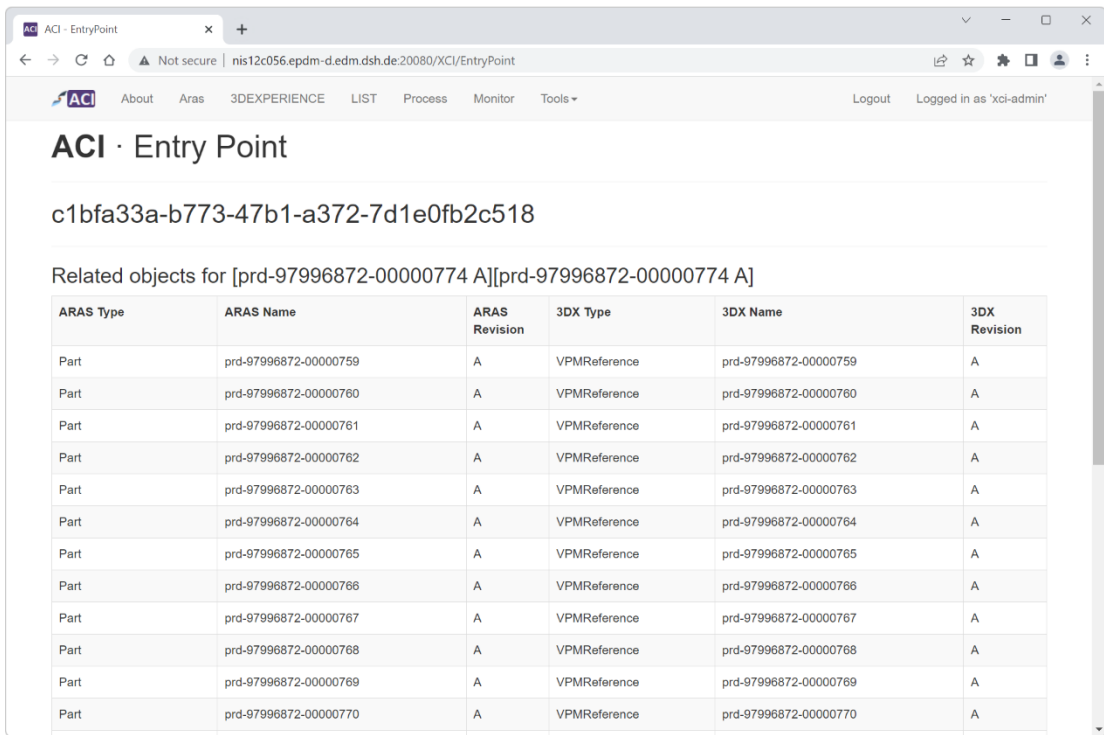 ACI ACI - EntryPoint
Not secure | nis12c056.epdm-d.edm.dsh.de:20080/XCI/EntryPoint
ACI About Aras 3DEXPERIENCE LIST Process Monitor Tools Logout Logged in as 'xci-admin'
ACI · Entry Point
c1bfa33a-b773-47b1-a372-7d1e0fb2c518
Related objects for [prd-97996872-00000774 A][prd-97996872-00000774 A]
ARAS Type ARAS Name ARAS Revision 3DX Type 3DX Name 3DX Revision
Part prd-97996872-00000759 A VPMReference prd-97996872-00000759 A
Part prd-97996872-00000760 A VPMReference prd-97996872-00000760 A
Part prd-97996872-00000761 A VPMReference prd-97996872-00000761 A
Part prd-97996872-00000762 A VPMReference prd-97996872-00000762 A
Part prd-97996872-00000763 A VPMReference prd-97996872-00000763 A
Part prd-97996872-00000764 A VPMReference prd-97996872-00000764 A
Part prd-97996872-00000765 A VPMReference prd-97996872-00000765 A
Part prd-97996872-00000766 A VPMReference prd-97996872-00000766 A
Part prd-97996872-00000767 A VPMReference prd-97996872-00000767 A
Part prd-97996872-00000768 A VPMReference prd-97996872-00000768 A
Part prd-97996872-00000769 A VPMReference prd-97996872-00000769 A
Part prd-97996872-00000770 A VPMReference prd-97996872-00000770 A